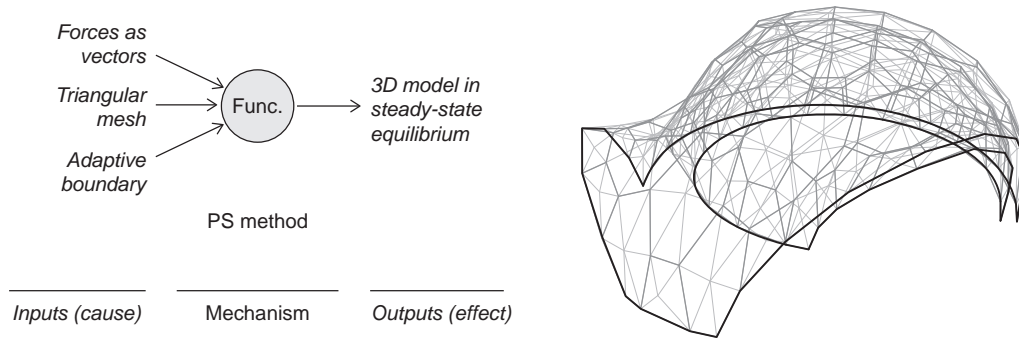 Forces as
vectors
Triangular
mesh
Adaptive
boundary
Func.
3D model in
steady-state
equilibrium
PS method
Inputs (cause)
Mechanism
Outputs (effect)